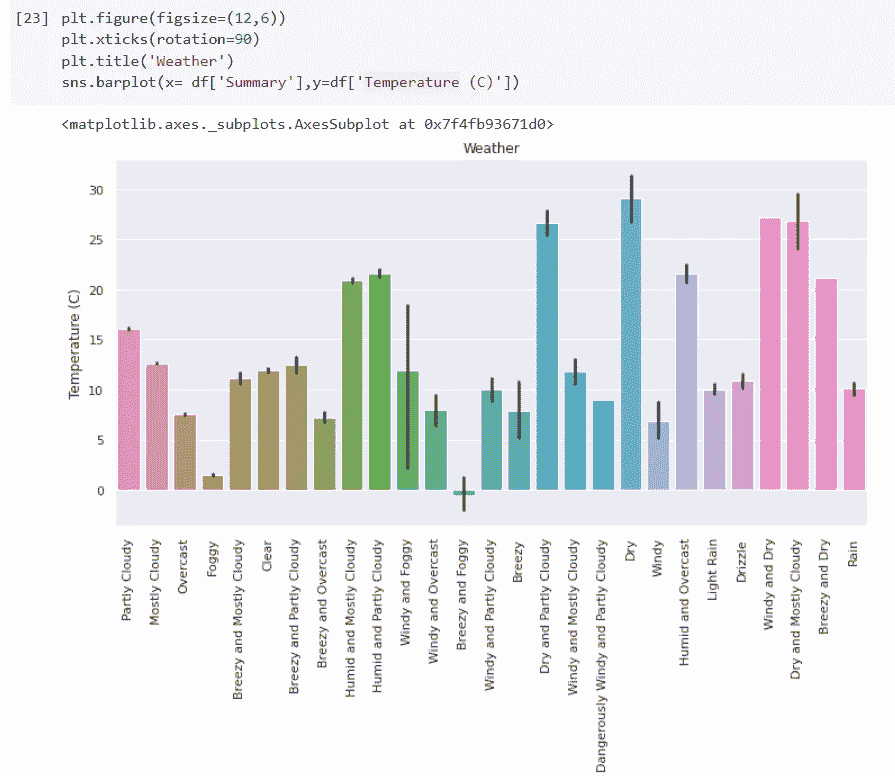 [23] plt.figure(figsize=(12,6))
plt.xticks(rotation=90)
plt.title('Weather')
sns.barplot(x= df['Summary'],y=df['Temperature (C)'])
<matplotlib.axes._subplots.AxesSubplot at 0x7f4fb93671d0>
Weather
30
25
20
15
10
5
0
Temperature (C)
Partly Cloudy
Mostly Cloudy
Overcast
Foggy
Breezy and Mostly Cloudy
Clear
Breezy and Partly Cloudy
Breezy and Overcast
Humid and Mostly Cloudy
Humid and Partly Cloudy
Windy and Foggy
Windy and Overcast
Breezy and Foggy
Windy and Partly Cloudy
Breezy
Dry and Partly Cloudy
Windy and Mostly Cloudy
Dangerously Windy and Partly Cloudy
Dry
Windy
Humid and Overcast
Light Rain
Drizzle
Windy and Dry
Dry and Mostly Cloudy
Breezy and Dry
Rain